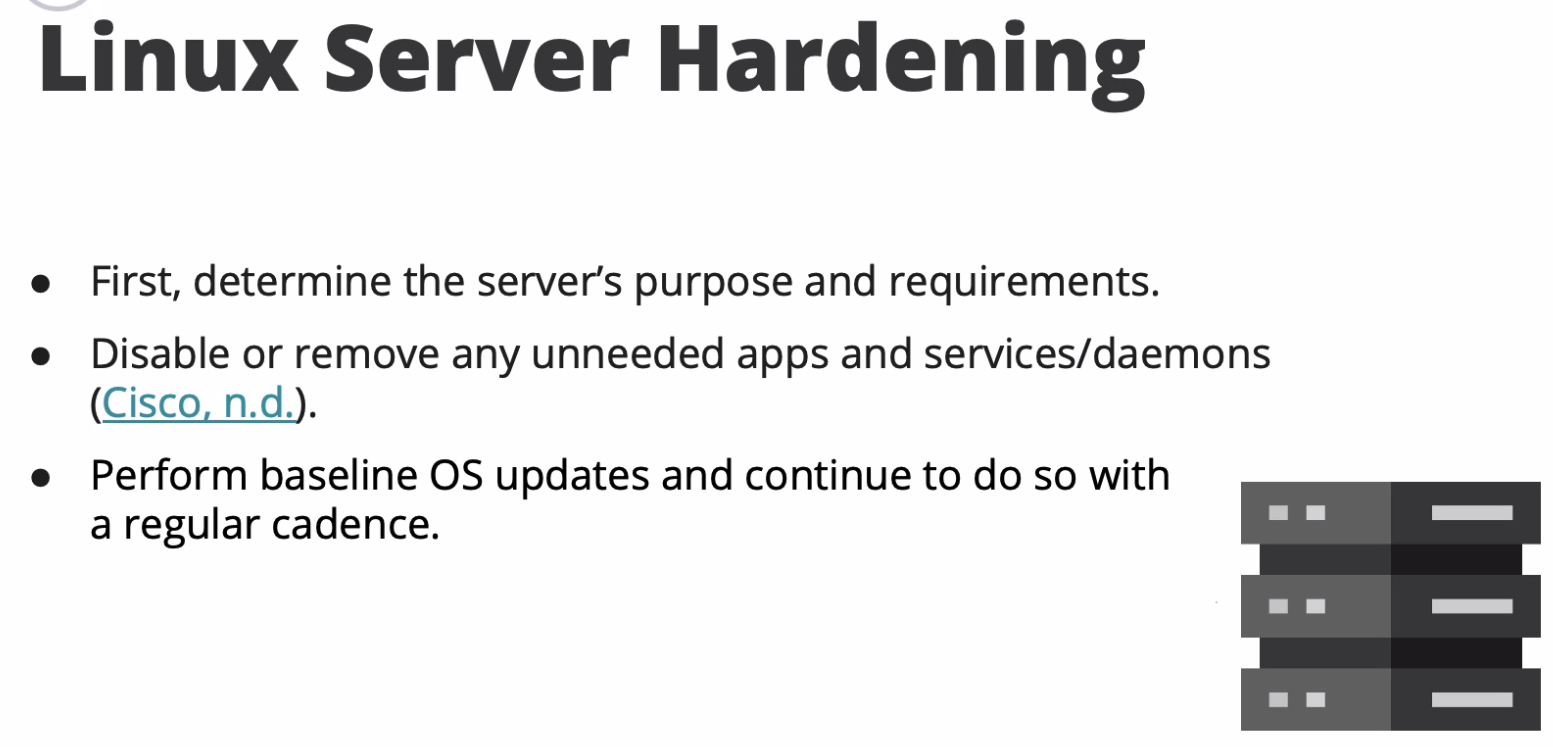 Linux Server Hardening
● First, determine the server’s purpose and requirements.
● Disable or remove any unneeded apps and services/daemons
(Cisco, n.d.).
● Perform baseline OS updates and continue to do so with
a regular cadence.